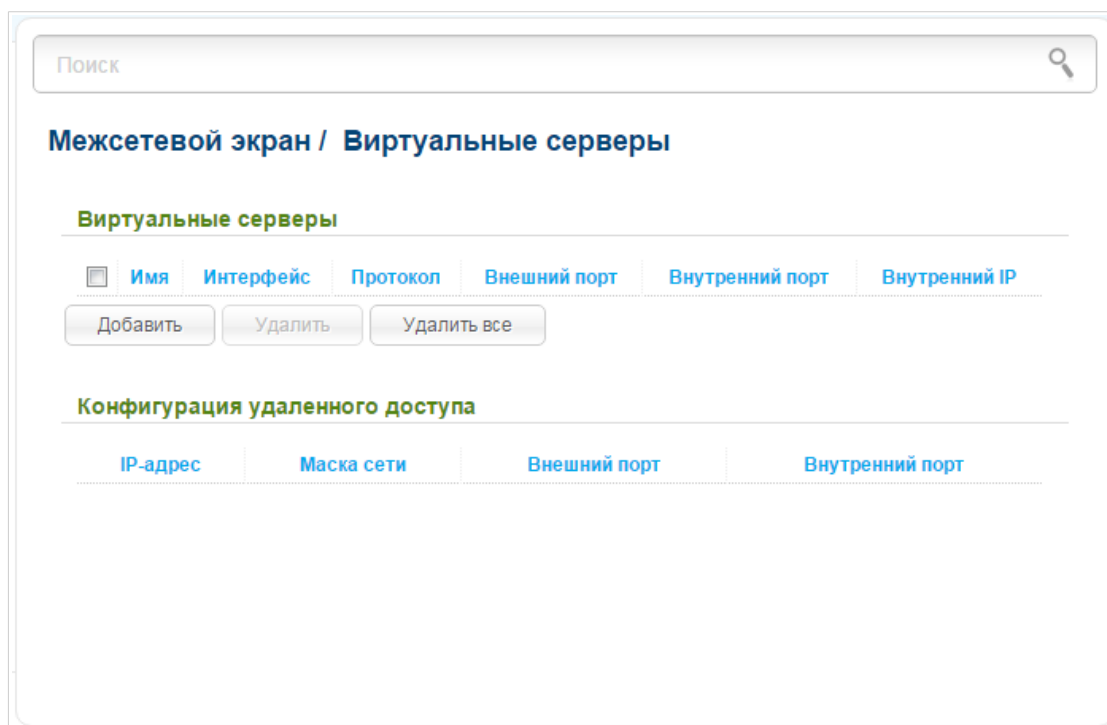 Поиск
Межсетевой экран / Виртуальные серверы
Виртуальные серверы
Имя Интерфейс Протокол Внешний порт Внутренний порт Внутренний IP
Добавить Удалить Удалить все
Конфигурация удаленного доступа
IP-адрес Маска сети Внешний порт Внутренний порт